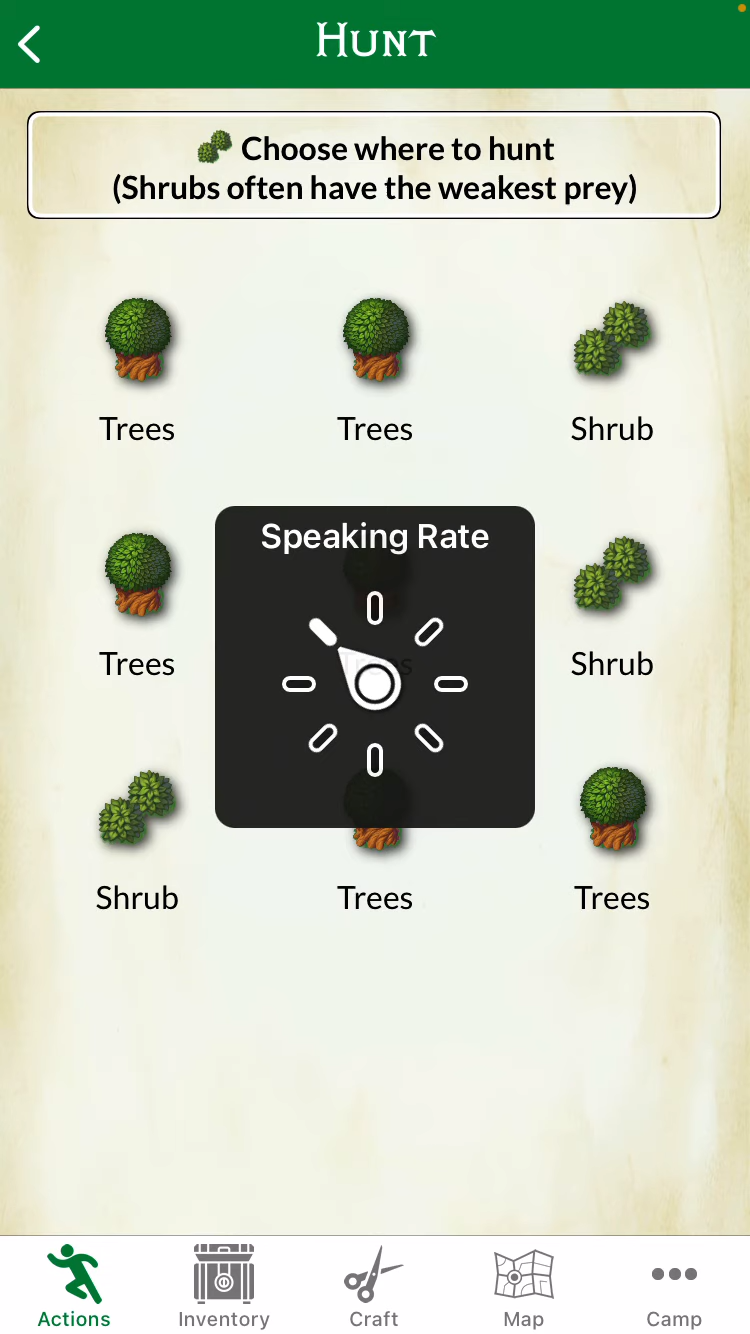 Hunt
Choose where to hunt
(Shrubs often have the weakest prey)
Trees
Trees
Shrub
Speaking Rate
Trees
Trees
Shrub
Shrub
Trees
Trees
Actions
Inventory
Craft
Map
Camp